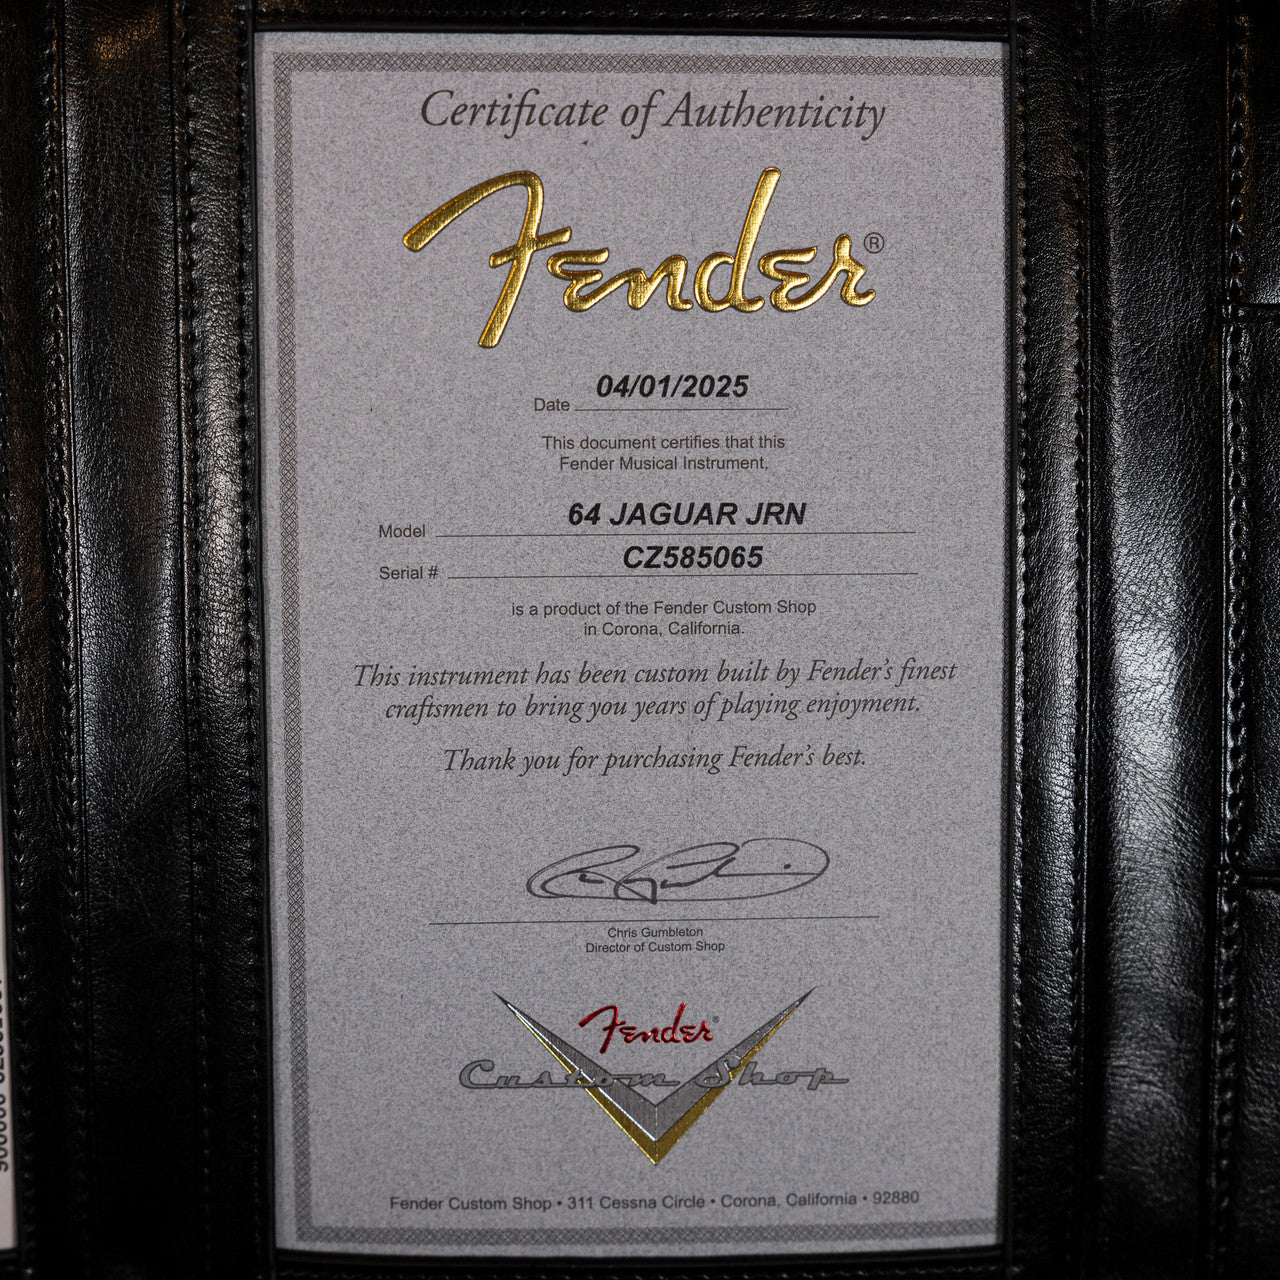 Certificate of Authenticity
Fender®
Date 04/01/2025
This document certifies that this
Fender Musical Instrument,
Model 64 JAGUAR JRN
Serial # CZ585065
is a product of the Fender Custom Shop
in Corona, California.
This instrument has been custom built by Fender's finest
craftsmen to bring you years of playing enjoyment.
Thank you for purchasing Fender's best.
Chris Gumbleton
Director of Custom Shop
Fender®
Custom Shop
Fender Custom Shop • 311 Cessna Circle • Corona, California • 92880